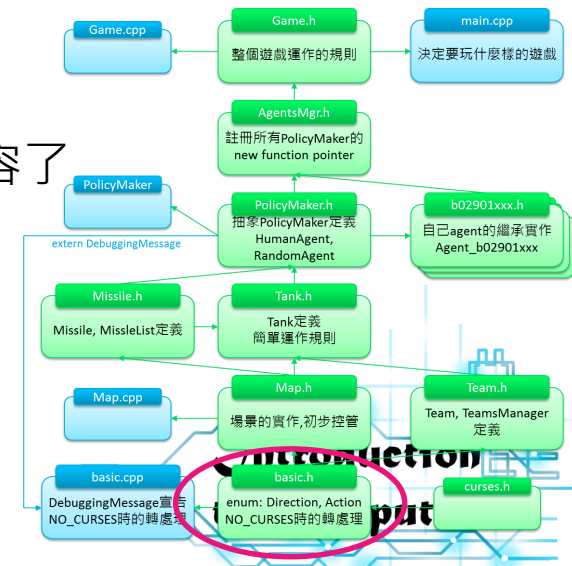 Game.cpp
Game.h
整個遊戲運作的規則
main.cpp
決定要玩什麼樣的遊戲
AgentsMgr.h
註冊所有PolicyMaker的
new function pointer
容了
PolicyMaker
extern DebuggingMessage
PolicyMaker.h
抽象PolicyMaker定義
HumanAgent,
RandomAgent
b02901xxx.h
自己agent的繼承實作
Agent_b02901xxx
Missile.h
Missile, MissleList定義
Tank.h
Tank定義
簡單運作規則
Map.cpp
Map.h
場景的實作,初步控管
Team.h
Team, TeamsManager
定義
basic.cpp
DebuggingMessage宣告
NO_CURSES時的轉處理
basic.h
enum: Direction, Action
NO_CURSES時的轉處理
curses.h
Introduction